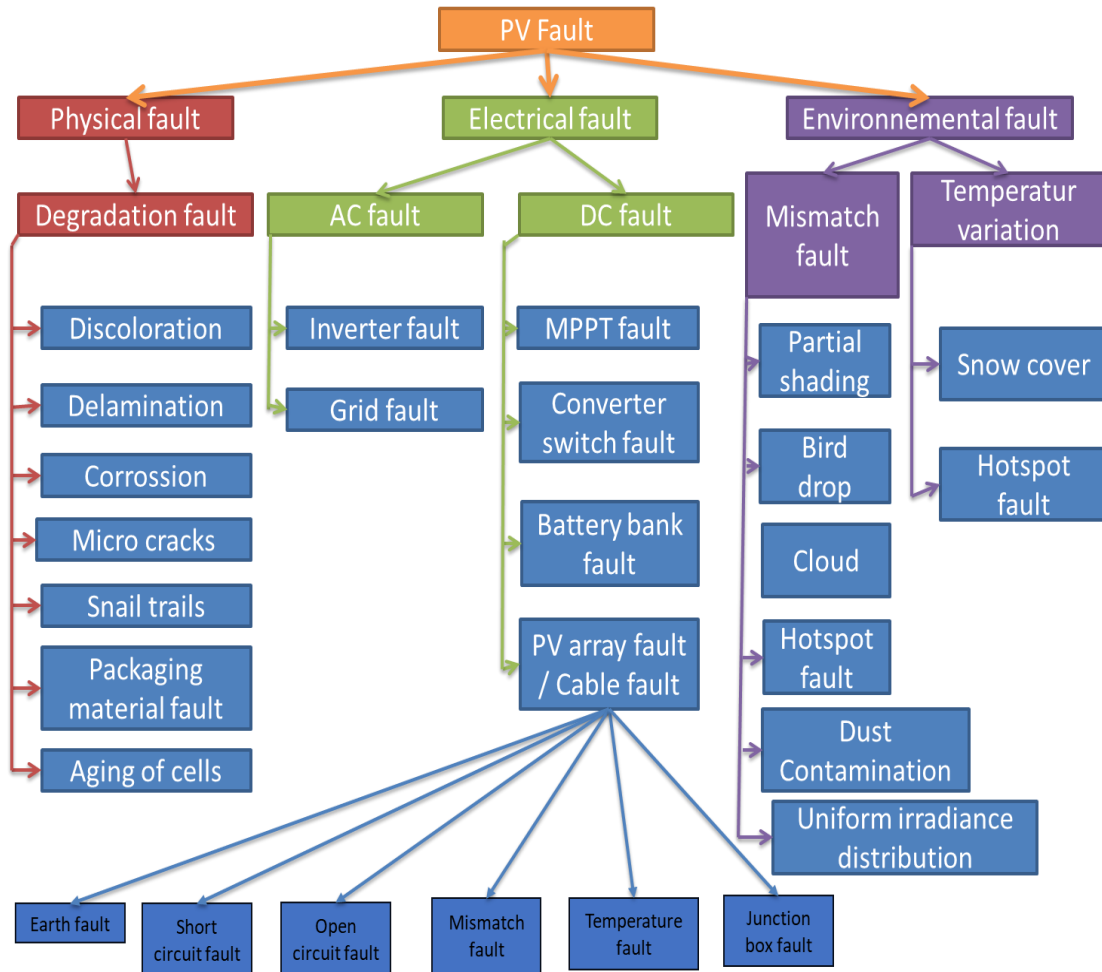 PV Fault
Physical fault
Electrical fault
Environnemental fault
Degradation fault
AC fault
DC fault
Mismatch
fault
Temperatur
variation
Discoloration
Delamination
Corrossion
Micro cracks
Snail trails
Packaging
material fault
Aging of cells
Inverter fault
Grid fault
MPPT fault
Converter
switch fault
Battery bank
fault
PV array fault
/ Cable fault
Partial
shading
Bird
drop
Cloud
Hotspot
fault
Dust
Contamination
Uniform irradiance
distribution
Snow cover
Hotspot
fault
Earth fault
Short
circuit fault
Open
circuit fault
Mismatch
fault
Temperature
fault
Junction
box fault